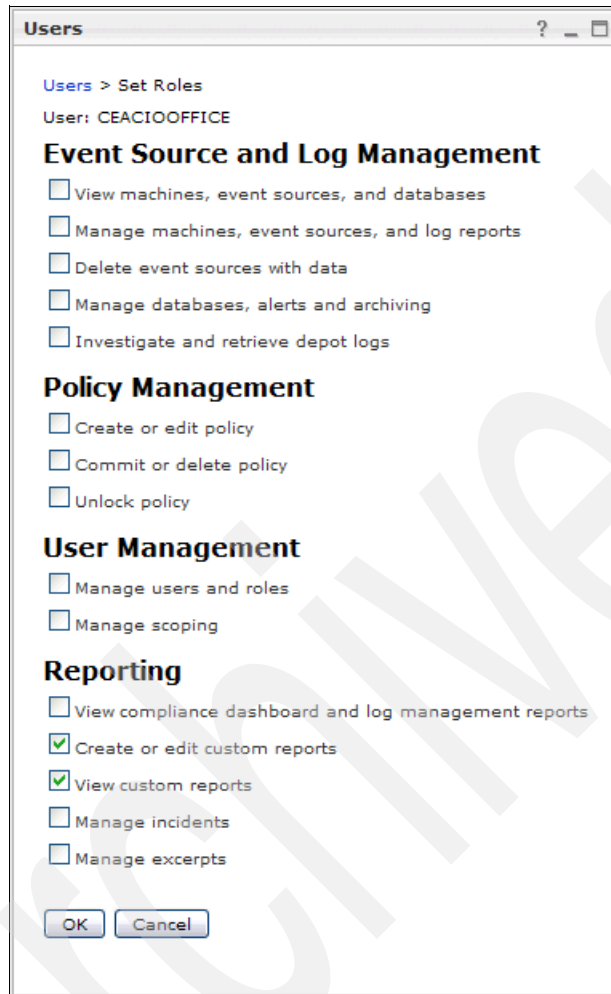 Users ? _
Users > Set Roles
User: CEACIOOFFICE
Event Source and Log Management
View machines, event sources, and databases
Manage machines, event sources, and log reports
Delete event sources with data
Manage databases, alerts and archiving
Investigate and retrieve depot logs
Policy Management
Create or edit policy
Commit or delete policy
Unlock policy
User Management
Manage users and roles
Manage scoping
Reporting
View compliance dashboard and log management reports
Create or edit custom reports
View custom reports
Manage incidents
Manage excerpts
OK Cancel